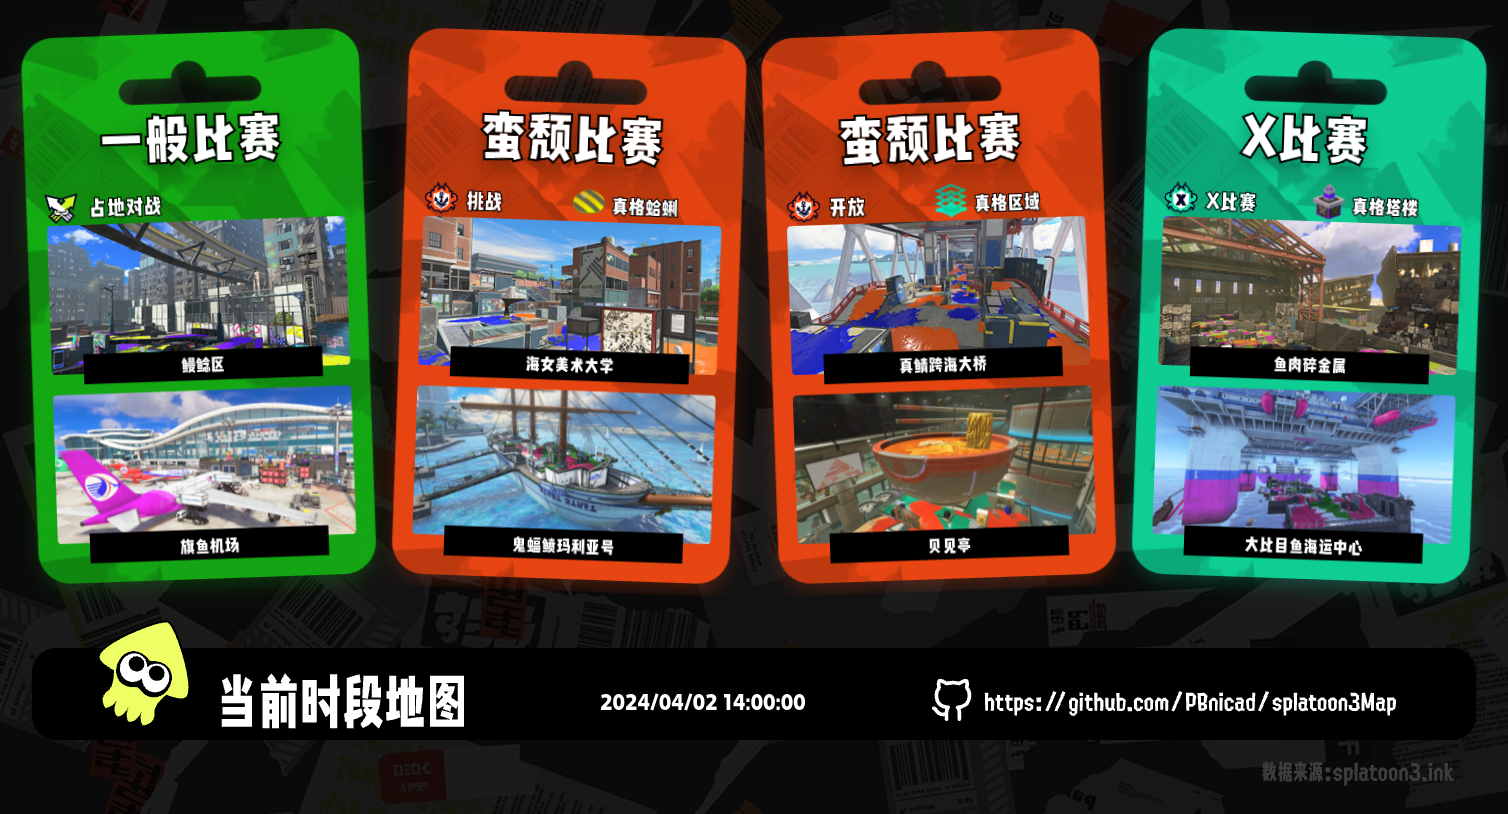 一般比赛
占地对战
鳗鲶区
旗鱼机场
蛮颓比赛
挑战
真格蛤蜊
海女美术大学
鬼蝠鲼玛利亚号
蛮颓比赛
开放
真格区域
真鲭跨海大桥
贝贝亭
X比赛
X比赛
真格塔楼
鱼肉碎金属
大比目鱼海运中心
当前时段地图
2024/04/02 14:00:00
https://github.com/PBnicad/splatoon3Map
数据来源:splatoon3.ink